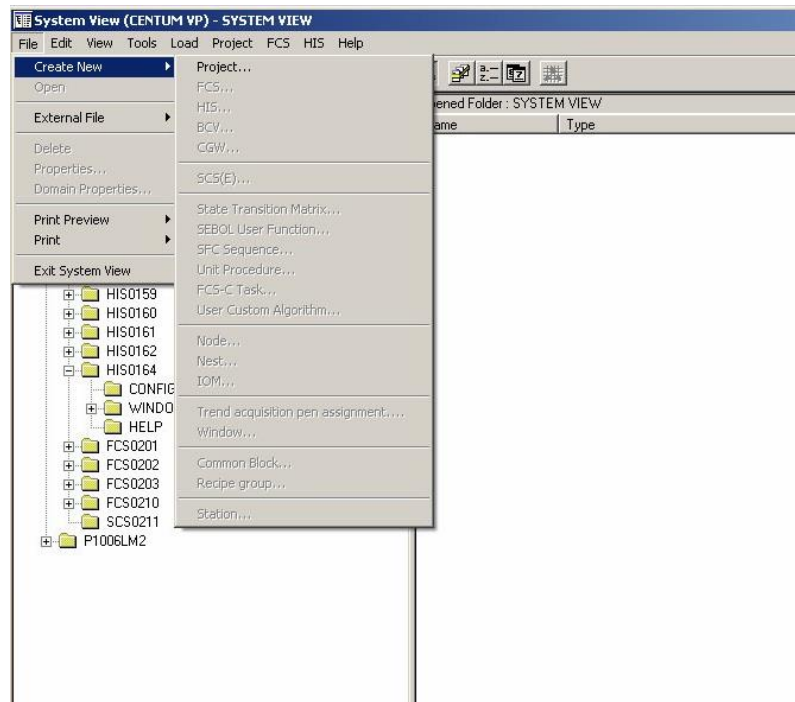 System View (CENTUM VP) - SYSTEM VIEW
File Edit View Tools Load Project FCS HIS Help
Create New
Open
External File
Delete
Properties...
Domain Properties...
Print Preview
Print
Exit System View
Project...
FCS...
HIS...
BCV...
CGW...
SCS(E)...
State Transition Matrix...
SEBOL User Function...
SFC Sequence...
Unit Procedure...
FCS-C Task...
User Custom Algorithm...
Node...
Nest...
IOM...
Trend acquisition pen assignment....
Window...
Common Block...
Recipe group...
Station...
ened Folder : SYSTEM VIEW
ame Type
HIS0159
HIS0160
HIS0161
HIS0162
HIS0164
CONFIG
WINDO
HELP
FCS0201
FCS0202
FCS0203
FCS0210
SCS0211
P1006LM2